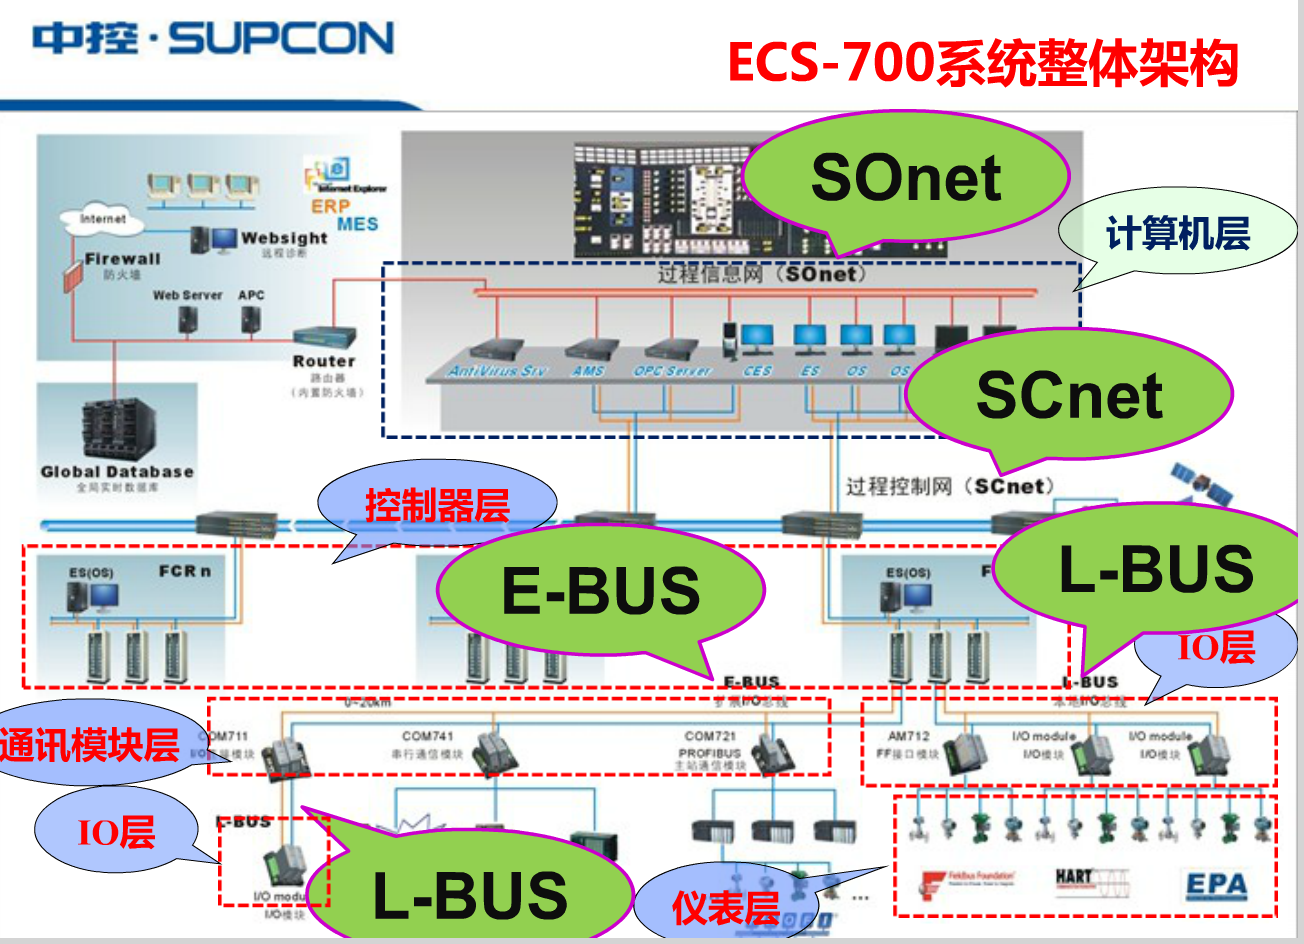 中控·SUPCON
ECS-700系统整体架构
SOnet
计算机层
Internet
Internet Explorer
ERP
MES
Websight
远程诊断
Firewall
防火墙
Web Server
APC
Router
路由器
（内置防火墙）
过程信息网（SOnet）
AntiVirus Srv
AMS
OPC Server
CES
ES
OS
OS
SCnet
Global Database
全局实时数据库
控制器层
过程控制网（SCnet）
ES(OS)
FCR n
E-BUS
ES(OS)
F
L-BUS
IO层
E-BUS
扩展I/O总线
L-BUS
本地I/O总线
0~20km
通讯模块层
COM711
COM741
串行通信模块
COM721
PROFIBUS
主站通信模块
AM712
FF接口模块
I/O module
I/O模块
I/O module
I/O模块
IO层
L-BUS
I/O modu
I/O模块
L-BUS
仪表层
...
Fieldbus Foundation
HART
EPA